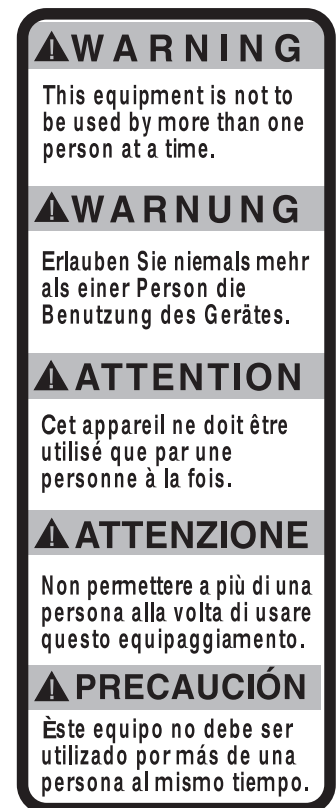 ⚠WARNING
This equipment is not to
be used by more than one
person at a time.
⚠WARNUNG
Erlauben Sie niemals mehr
als einer Person die
Benutzung des Gerätes.
⚠ATTENTION
Cet appareil ne doit être
utilisé que par une
personne à la fois.
⚠ATTENZIONE
Non permettere a più di una
persona alla volta di usare
questo equipaggiamento.
⚠PRECAUCIÓN
Èste equipo no debe ser
utilizado por más de una
persona al mismo tiempo.